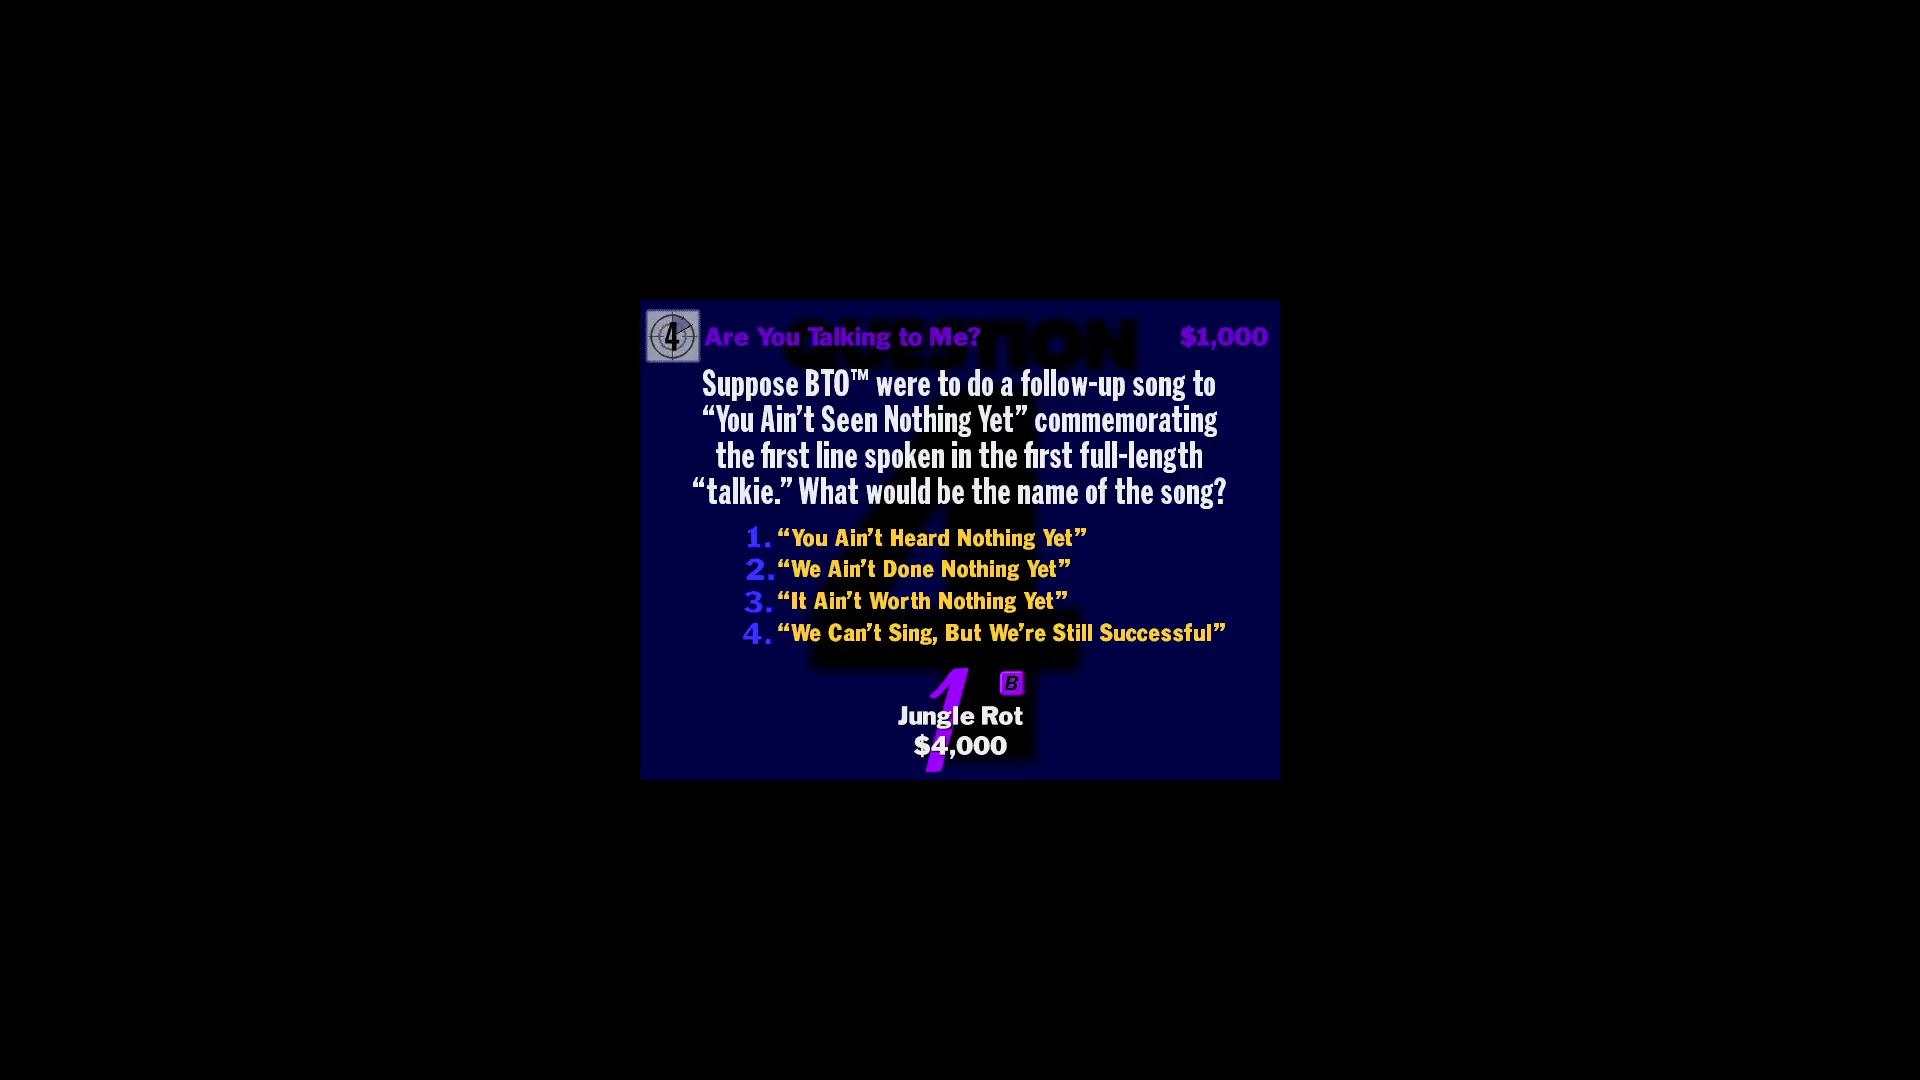 QUESTION
4 Are You Talking to Me? $1,000
Suppose BTO™ were to do a follow-up song to
“You Ain’t Seen Nothing Yet” commemorating
the first line spoken in the first full-length
“talkie.” What would be the name of the song?
1. “You Ain’t Heard Nothing Yet”
2. “We Ain’t Done Nothing Yet”
3. “It Ain’t Worth Nothing Yet”
4. “We Can’t Sing, But We’re Still Successful”
1 B
Jungle Rot
$4,000